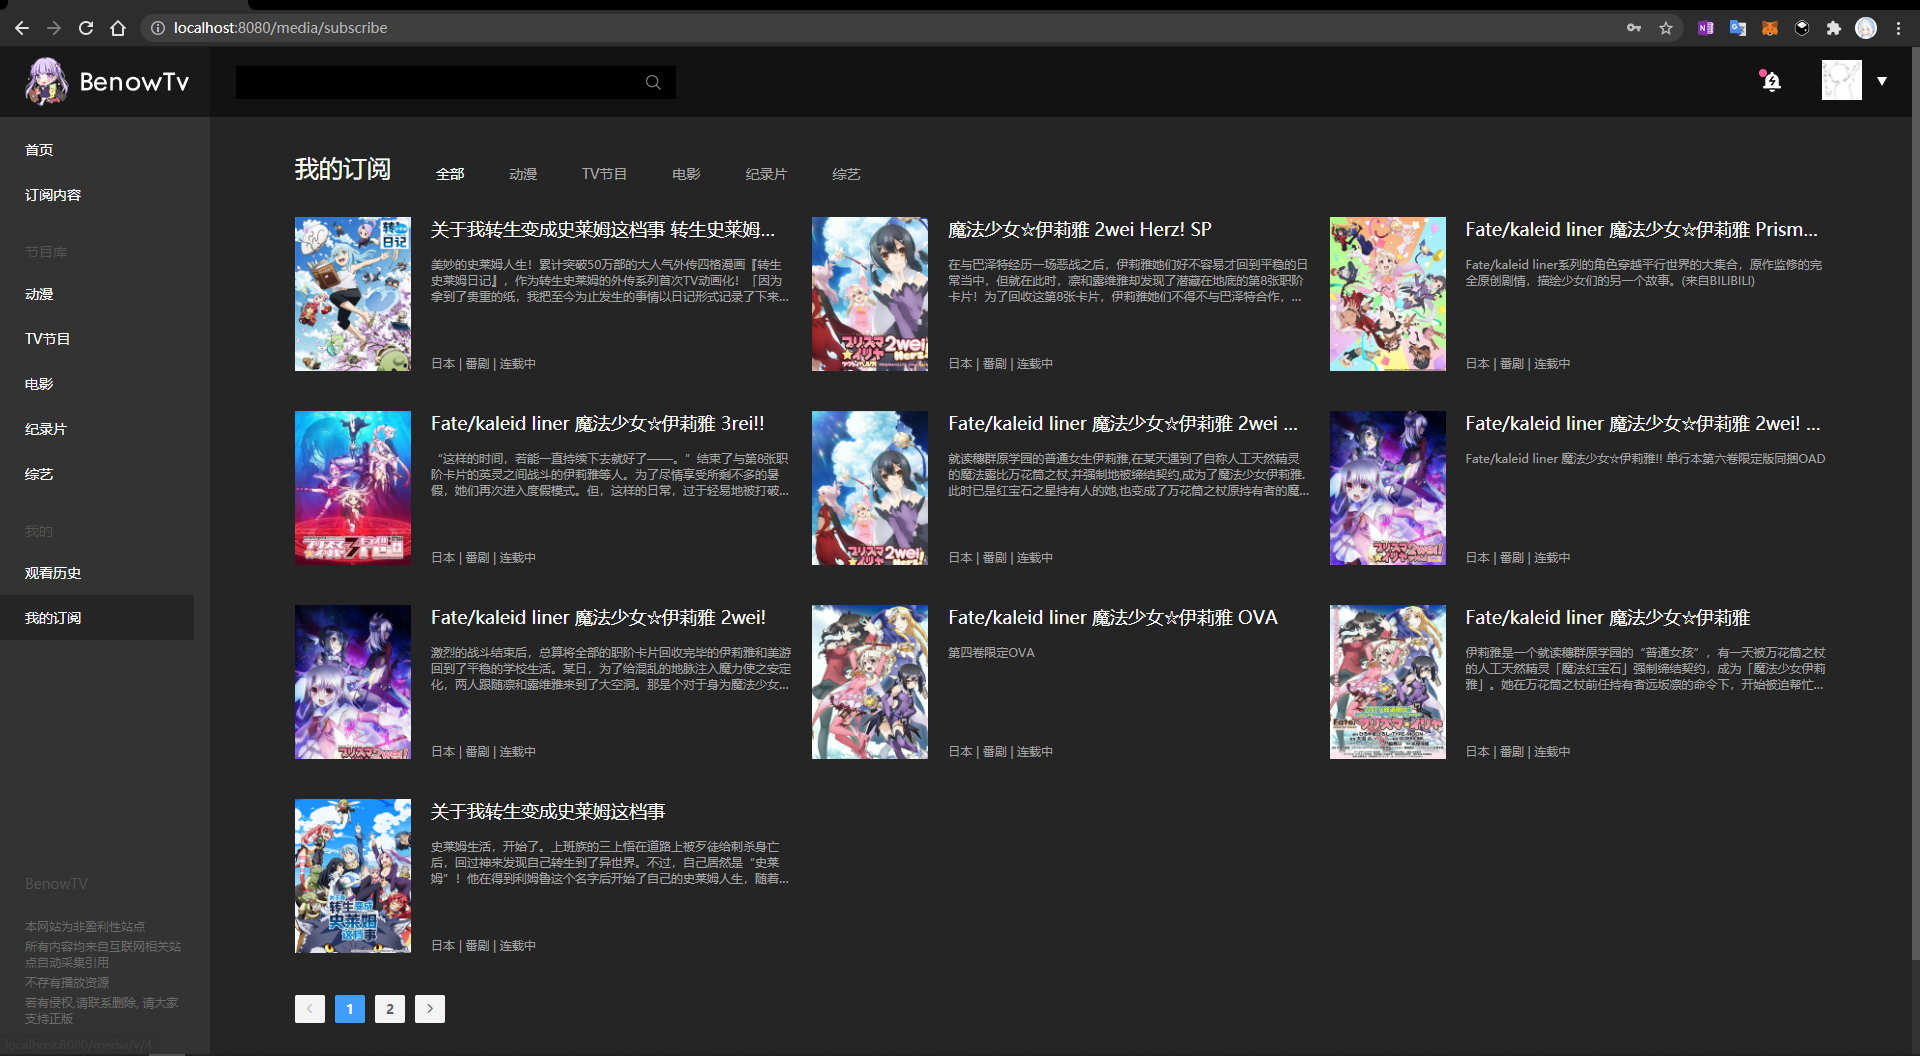 localhost:8080/media/subscribe
BenowTv
首页
订阅内容
节目库
动漫
TV节目
电影
纪录片
综艺
我的
观看历史
我的订阅
BenowTV
本网站为非盈利性站点
所有内容均来自互联网相关站
点自动采集引用
不存有播放资源
若有侵权,请联系删除, 请大家
支持正版
localhost:8080/media/v/4
我的订阅 全部 动漫 TV节目 电影 纪录片 综艺
关于我转生变成史莱姆这档事 转生史莱姆...
美妙的史莱姆人生！累计突破50万部的大人气外传四格漫画『转生
史莱姆日记』，作为转生史莱姆的外传系列首次TV动画化！「因为
拿到了贵重的纸，我把至今为止发生的事情以日记形式记录了下来...
日本 | 番剧 | 连载中
转生
日记
魔法少女☆伊莉雅 2wei Herz! SP
在与巴泽特经历一场恶战之后，伊莉雅她们好不容易才回到平稳的日
常当中，但就在此时，凛和露维雅却发现了潜藏在地底的第8张职阶
卡片！为了回收这第8张卡片，伊莉雅她们不得不与巴泽特合作，...
日本 | 番剧 | 连载中
プリズマ
☆イリヤ
2wei
Herz!
Fate/kaleid liner 魔法少女☆伊莉雅 Prism...
Fate/kaleid liner系列的角色穿越平行世界的大集合，原作监修的完
全原创剧情，描绘少女们的另一个故事。(来自BILIBILI)
日本 | 番剧 | 连载中
Fate/kaleid liner 魔法少女☆伊莉雅 3rei!!
“这样的时间，若能一直持续下去就好了——。”结束了与第8张职
阶卡片的英灵之间战斗的伊莉雅等人。为了尽情享受所剩不多的暑
假，她们再次进入度假模式。但，这样的日常，过于轻易地被打破...
日本 | 番剧 | 连载中
Fate/kaleid liner 魔法少女☆伊莉雅 2wei ...
就读穗群原学园的普通女生伊莉雅,在某天遇到了自称人工天然精灵
的魔法露比万花筒之杖,并强制地被缔结契约,成为了魔法少女伊莉雅.
此时已是红宝石之星持有人的她,也变成了万花筒之杖原持有者的魔...
日本 | 番剧 | 连载中
プリズマ
☆イリヤ
2wei
Herz!
Fate/kaleid liner 魔法少女☆伊莉雅 2wei! ...
Fate/kaleid liner 魔法少女☆伊莉雅!! 单行本第六卷限定版同捆OAD
日本 | 番剧 | 连载中
Fate/kaleid liner 魔法少女☆伊莉雅 2wei!
激烈的战斗结束后，总算将全部的职阶卡片回收完毕的伊莉雅和美游
回到了平稳的学校生活。某日，为了给混乱的地脉注入魔力使之安定
化，两人跟随凛和露维雅来到了大空洞。那是个对于身为魔法少女...
日本 | 番剧 | 连载中
Fate/kaleid liner 魔法少女☆伊莉雅 OVA
第四卷限定OVA
日本 | 番剧 | 连载中
Fate/kaleid liner 魔法少女☆伊莉雅
伊莉雅是一个就读穗群原学园的“普通女孩”，有一天被万花筒之杖
的人工天然精灵「魔法红宝石」强制缔结契约，成为「魔法少女伊莉
雅」。她在万花筒之杖前任持有者远坂凛的命令下，开始被迫帮忙...
日本 | 番剧 | 连载中
关于我转生变成史莱姆这档事
史莱姆生活，开始了。上班族的三上悟在道路上被歹徒给刺杀身亡
后，回过神来发现自己转生到了异世界。不过，自己居然是“史莱
姆”！他在得到利姆鲁这个名字后开始了自己的史莱姆人生，随着...
日本 | 番剧 | 连载中
关于我
转生变成
史莱姆
这档事
1 2